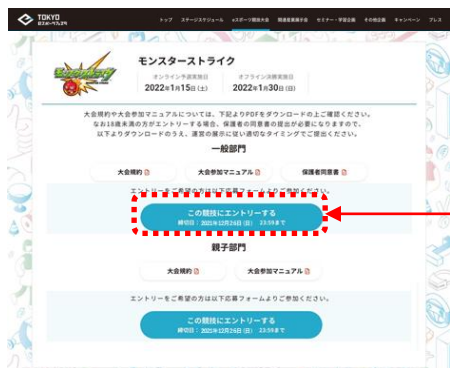 TOKYO
トップ ステージスケジュール eスポーツ競技大会 関連産業展示会 セミナー・学習企画 その他企画 キャンペーン プレス
モンスターストライク
オンライン予選実施日 オフライン決勝実施日
2022年1月15日(土) 2022年1月30日(日)
大会規約や大会参加マニュアルについては、下記よりPDFをダウンロードの上ご確認ください。
なお18歳未満の方がエントリーする場合、保護者の同意書の提出が必要になりますので、
以下よりダウンロードのうえ、運営の展示に従い適切なタイミングでご提出ください。
一般部門
大会規約 大会参加マニュアル 保護者同意書
エントリーをご希望の方は以下応募フォームよりご参加ください。
この競技にエントリーする
締切日:2021年12月26日(日) 23:59まで
親子部門
大会規約 大会参加マニュアル
エントリーをご希望の方は以下応募フォームよりご参加ください。
この競技にエントリーする
締切日:2021年12月26日(日) 23:59まで